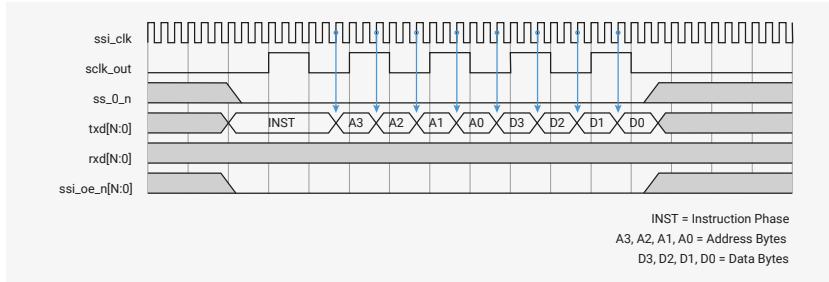 ssi_clk
sclk_out
ss_0_n
txd[N:0] INST A3 A2 A1 A0 D3 D2 D1 D0
rxd[N:0]
ssi_oe_n[N:0]
INST = Instruction Phase
A3, A2, A1, A0 = Address Bytes
D3, D2, D1, D0 = Data Bytes